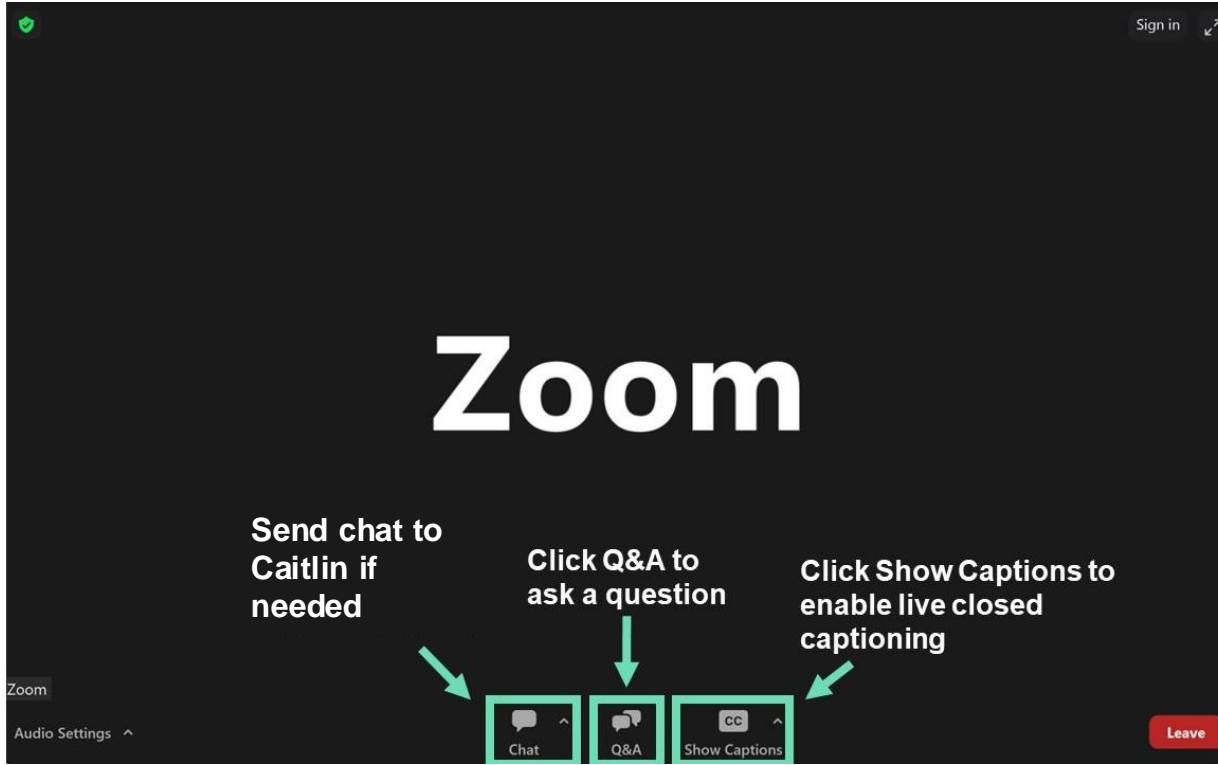 Sign in
Zoom
Send chat to
Caitlin if
needed
Click Q&A to
ask a question
Click Show Captions to
enable live closed
captioning
Zoom
Audio Settings
Chat
Q&A
CC
Show Captions
Leave